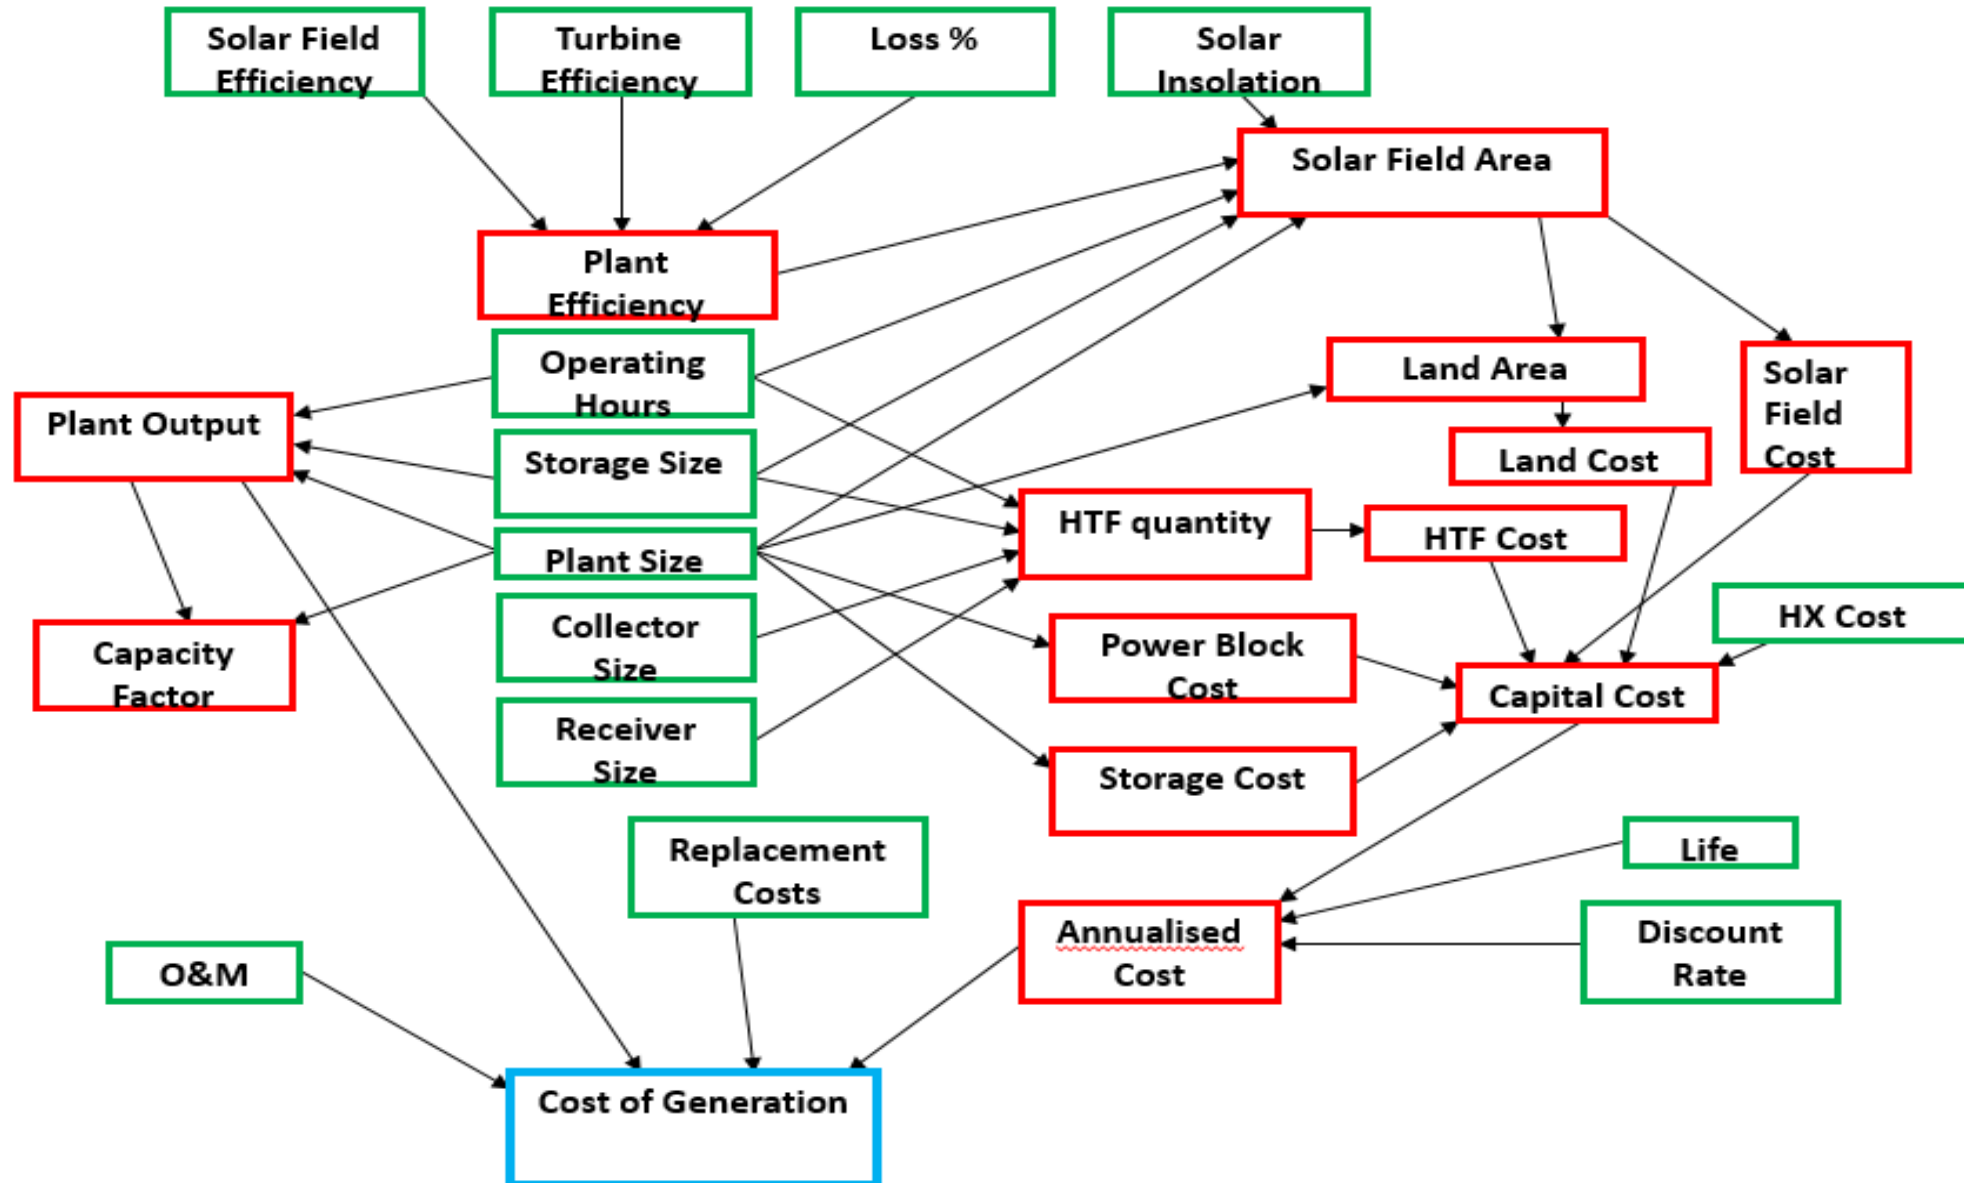 Solar Field
Efficiency
Turbine
Efficiency
Loss %
Solar
Insolation
Solar Field Area
Plant
Efficiency
Operating
Hours
Land Area
Solar
Field
Cost
Plant Output
Storage Size
Land Cost
HTF quantity
HTF Cost
Plant Size
Collector
Size
Power Block
Cost
HX Cost
Capacity
Factor
Capital Cost
Receiver
Size
Storage Cost
Replacement
Costs
Life
Annualised
Cost
Discount
Rate
O&M
Cost of Generation